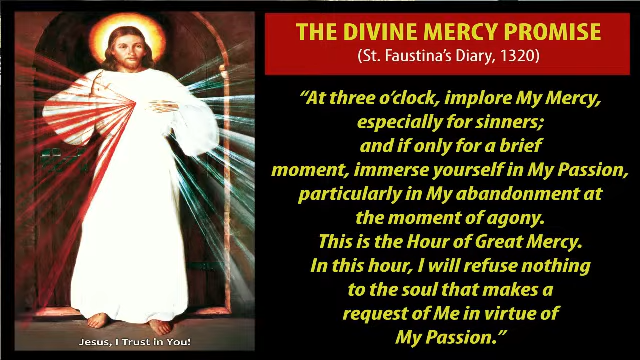 THE DIVINE MERCY PROMISE
(St. Faustina's Diary, 1320)
"At three o'clock, implore My Mercy,
especially for sinners;
and if only for a brief
moment, immerse yourself in My Passion,
particularly in My abandonment at
the moment of agony.
This is the Hour of Great Mercy.
In this hour, I will refuse nothing
to the soul that makes a
request of Me in virtue of
My Passion."
Jesus, I Trust in You!